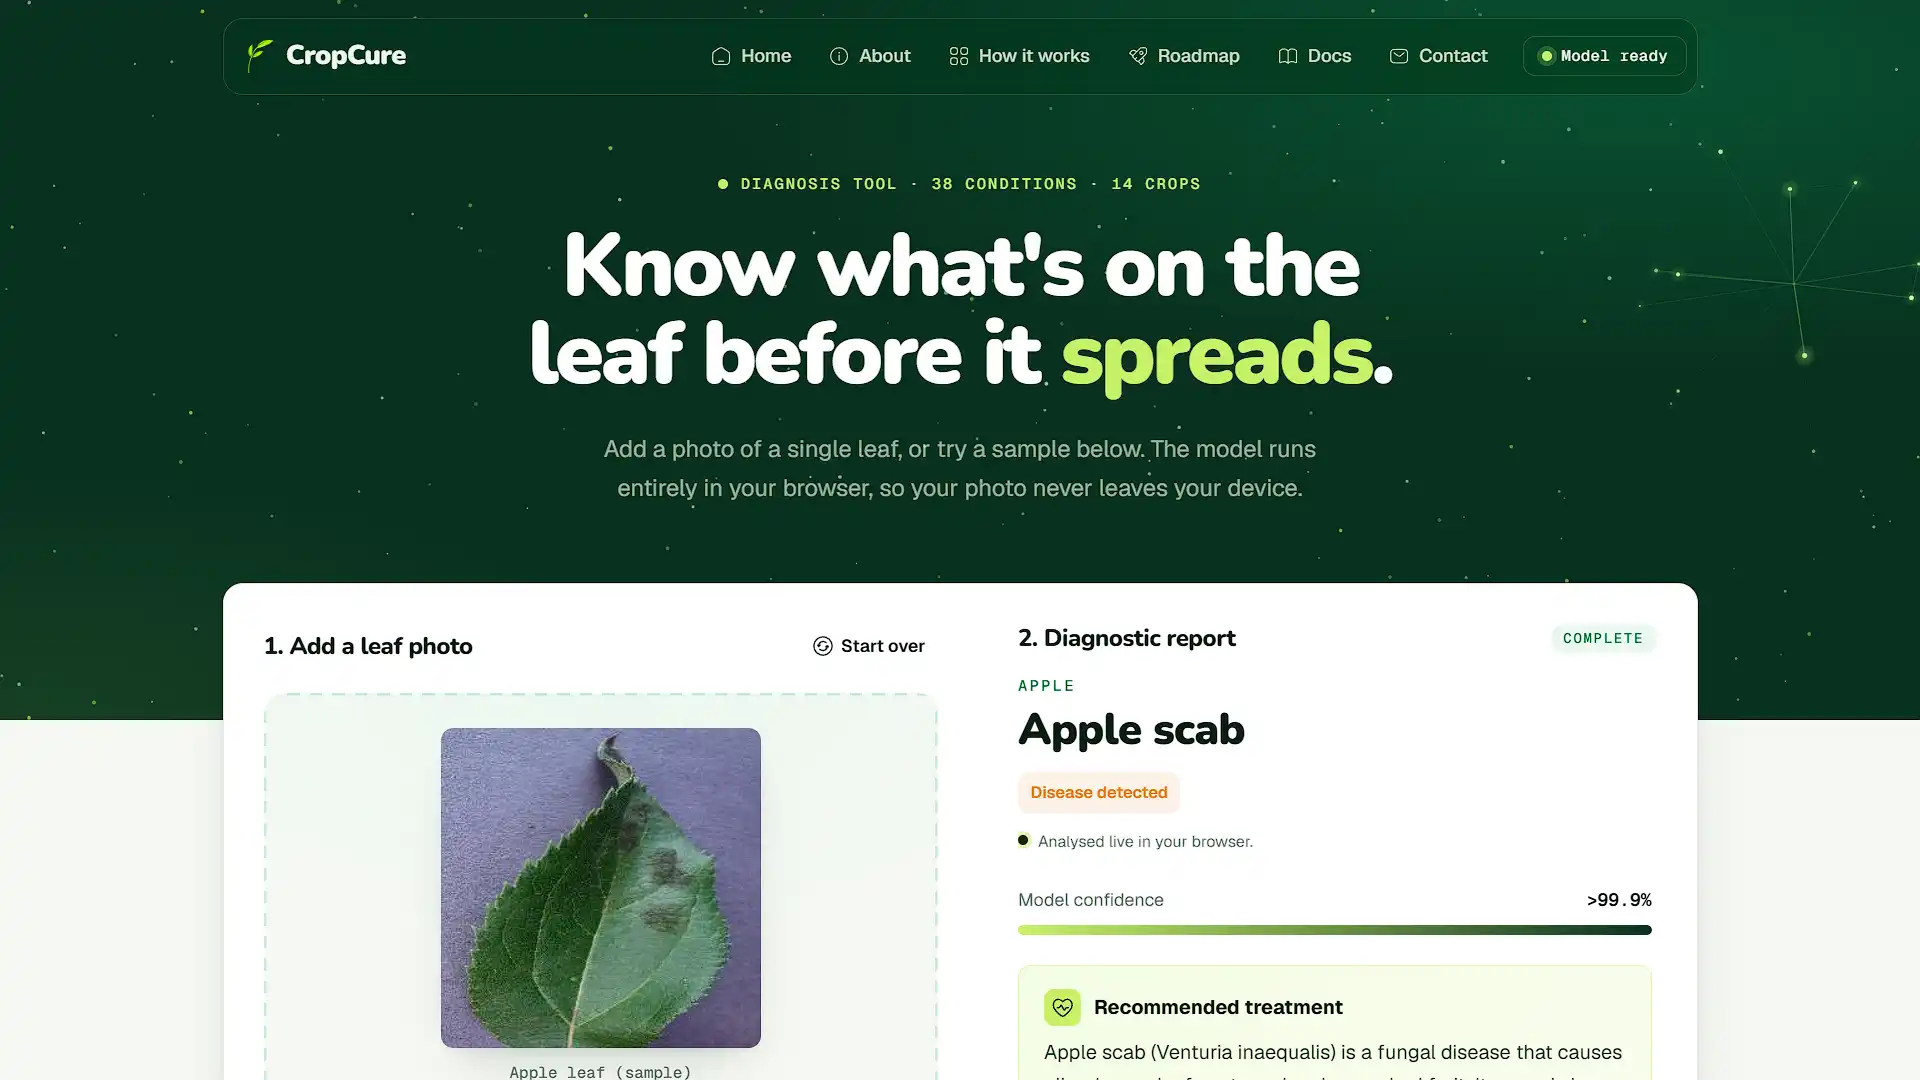 CropCure
Home
About
How it works
Roadmap
Docs
Contact
Model ready
DIAGNOSIS TOOL · 38 CONDITIONS · 14 CROPS
Know what's on the
leaf before it spreads.
Add a photo of a single leaf, or try a sample below. The model runs
entirely in your browser, so your photo never leaves your device.
1. Add a leaf photo
Start over
Apple leaf (sample)
2. Diagnostic report
COMPLETE
APPLE
Apple scab
Disease detected
Analysed live in your browser.
Model confidence
>99.9%
Recommended treatment
Apple scab (Venturia inaequalis) is a fungal disease that causes